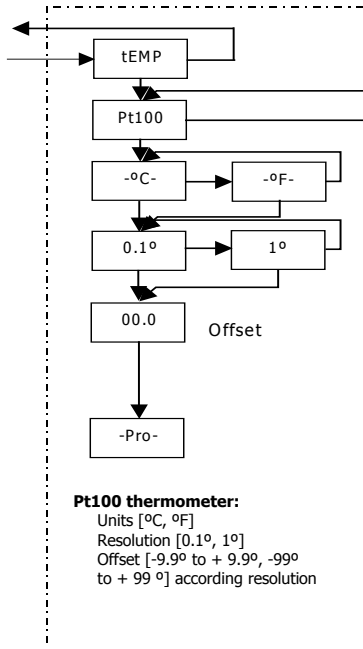 tEMP
Pt100
-ºC-
-ºF-
0.1º
1º
00.0
Offset
-Pro-
Pt100 thermometer:
Units [ºC, ºF]
Resolution [0.1º, 1º]
Offset [-9.9º to + 9.9º, -99º
to + 99 º] according resolution